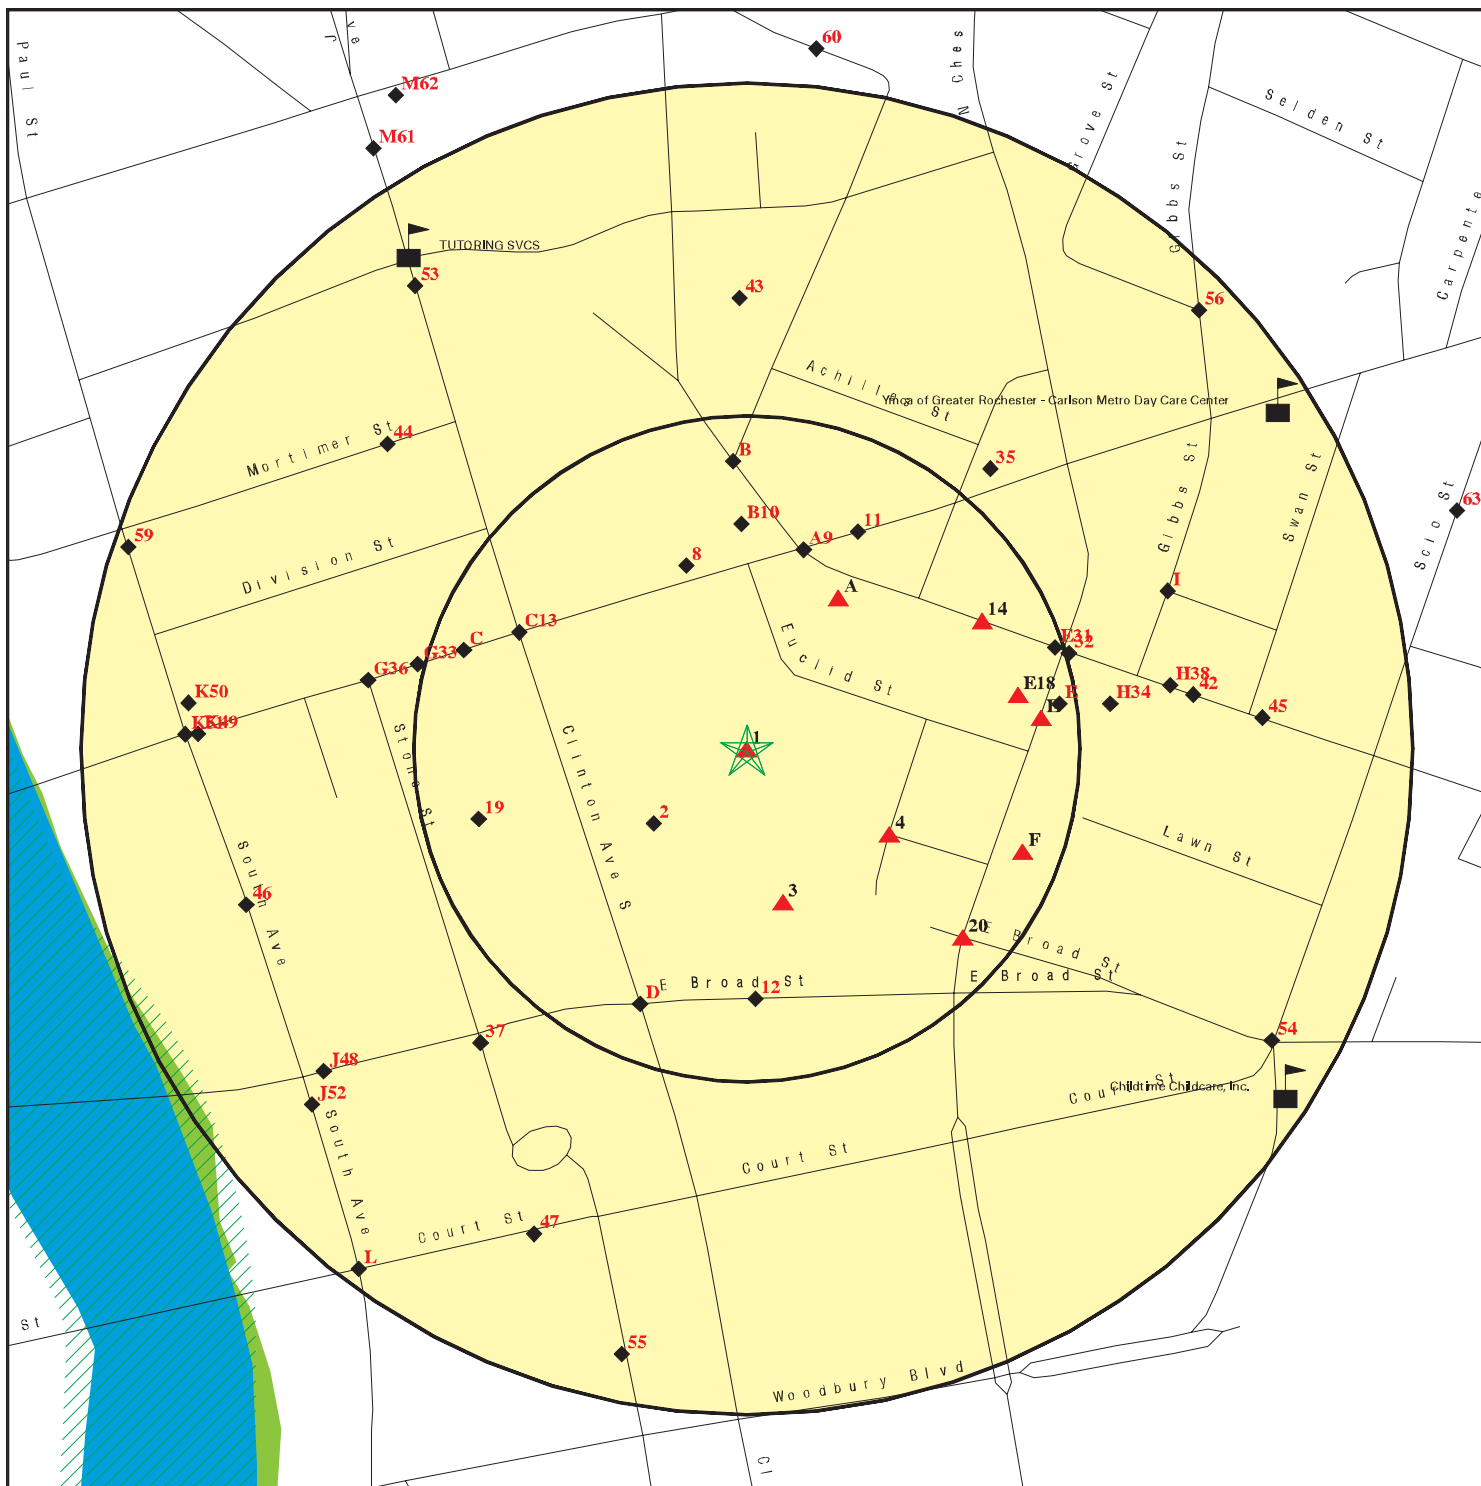 Paul St
ve
J
N Ches
60
M62
M61
Grove St
Gibbs St
Selden St
Carpente
TUTORING SVCS
53
43
56
Achilles St
Ymca of Greater Rochester - Carlson Metro Day Care Center
Mortimer St
44
B
35
Gibbs St
Swan St
Scio St
63
B10
11
A9
59
Division St
8
I
A
14
C13
C
G33
G36
E31
32
Euclid St
K50
K49
E18
E
H34
H38
42
45
Stone St
Clinton Ave S
1
19
2
4
F
Lawn St
South Ave
46
3
20
E Broad St
E Broad St
E Broad St
D
12
37
54
J48
J52
Court St
Childtime Childcare, Inc.
South Ave
Court St
Court St
47
L
St
55
Woodbury Blvd
Cl